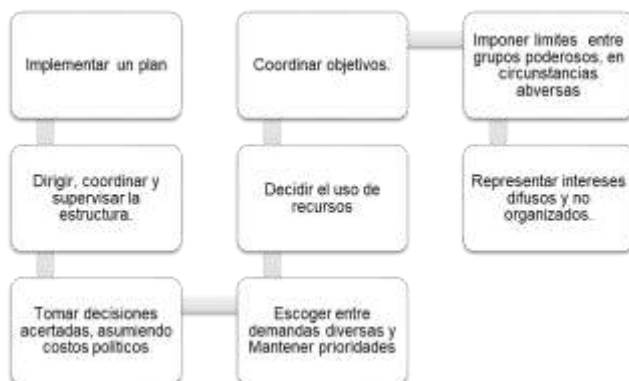 Implementar un plan
Dirigir, coordinar y
supervisar la
estructura.
Tomar decisiones
acertadas, asumiendo
costos políticos
Escoger entre
demandas diversas y
Mantener prioridades
Decidir el uso de
recursos
Coordinar objetivos.
Imponer limites entre
grupos poderosos, en
circunstancias
abversas
Representar intereses
difusos y no
organizados.